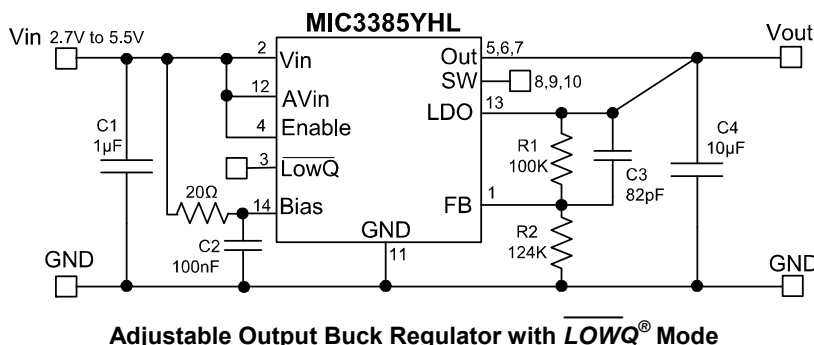 MIC3385YHL
Vin 2.7V to 5.5V
2 Vin
12 AVin
4 Enable
3 LowQ
20Ω
14 Bias
GND
11
Out 5,6,7
SW 8,9,10
LDO 13
FB 1
Vout
C1
1µF
C2
100nF
R1
100K
C3
82pF
R2
124K
C4
10µF
GND
GND
Adjustable Output Buck Regulator with LOWQ® Mode